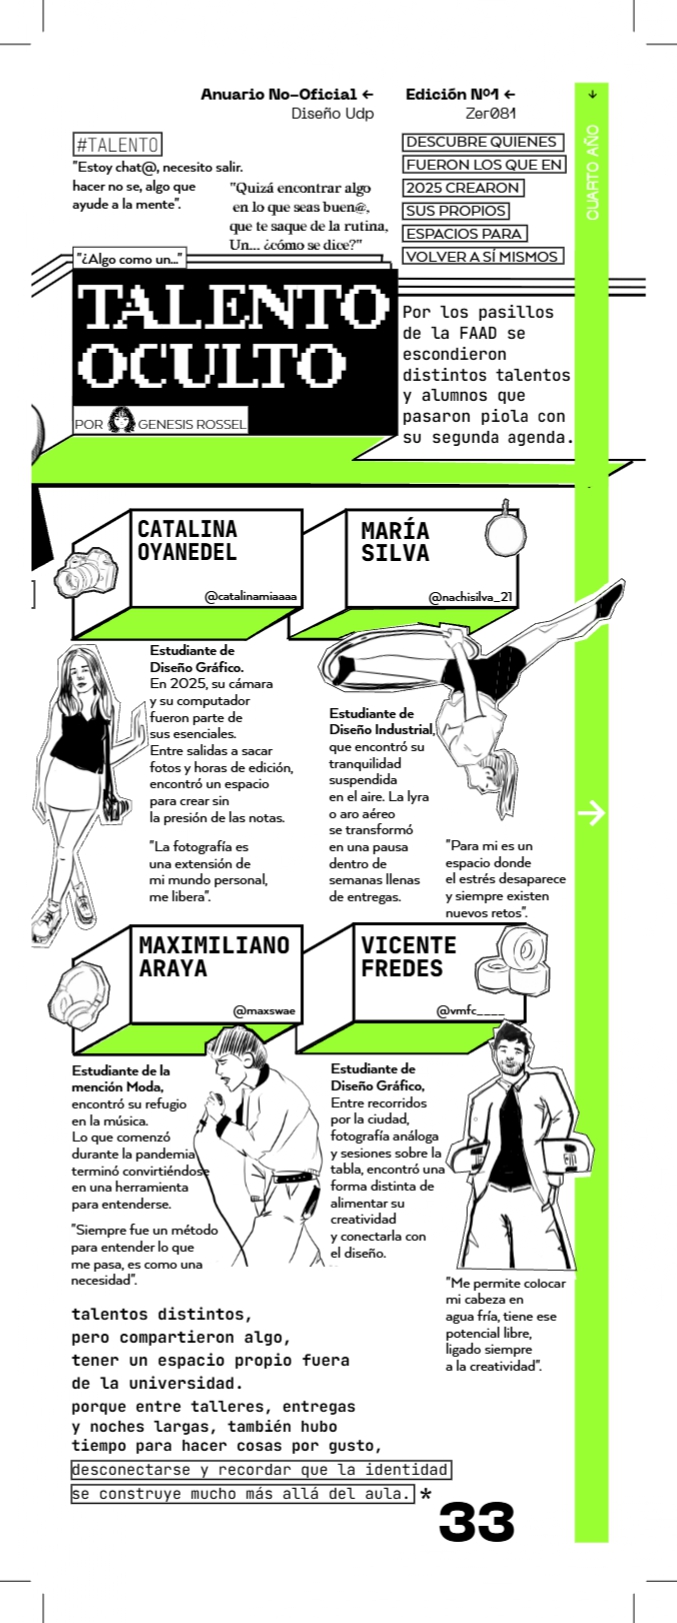 Anuario No-Oficial ←
Diseño Udp
Edición Nº1 ←
Zer081
CUARTO AÑO
#TALENTO
"Estoy chat@, necesito salir.
hacer no se, algo que
ayude a la mente".
"Quizá encontrar algo
en lo que seas buen@,
que te saque de la rutina,
Un... ¿cómo se dice?"
DESCUBRE QUIENES
FUERON LOS QUE EN
2025 CREARON
SUS PROPIOS
ESPACIOS PARA
VOLVER A SÍ MISMOS
"¿Algo como un..."
TALENTO
OCULTO
POR GENESIS ROSSEL
Por los pasillos
de la FAAD se
escondieron
distintos talentos
y alumnos que
pasaron piola con
su segunda agenda.
CATALINA
OYANEDEL
@catalinamiaaaa
Estudiante de
Diseño Gráfico.
En 2025, su cámara
y su computador
fueron parte de
sus esenciales.
Entre salidas a sacar
fotos y horas de edición,
encontró un espacio
para crear sin
la presión de las notas.
"La fotografía es
una extensión de
mi mundo personal,
me libera".
MARÍA
SILVA
@nachisilva_21
Estudiante de
Diseño Industrial,
que encontró su
tranquilidad
suspendida
en el aire. La lyra
o aro aéreo
se transformó
en una pausa
dentro de
semanas llenas
de entregas.
"Para mi es un
espacio donde
el estrés desaparece
y siempre existen
nuevos retos".
MAXIMILIANO
ARAYA
@maxswae
Estudiante de la
mención Moda,
encontró su refugio
en la música.
Lo que comenzó
durante la pandemia
terminó convirtiéndose
en una herramienta
para entenderse.
"Siempre fue un método
para entender lo que
me pasa, es como una
necesidad".
VICENTE
FREDES
@vmfc____
Estudiante de
Diseño Gráfico,
Entre recorridos
por la ciudad,
fotografía análoga
y sesiones sobre la
tabla, encontró una
forma distinta de
alimentar su
creatividad
y conectarla con
el diseño.
"Me permite colocar
mi cabeza en
agua fría, tiene ese
potencial libre,
ligado siempre
a la creatividad".
talentos distintos,
pero compartieron algo,
tener un espacio propio fuera
de la universidad.
porque entre talleres, entregas
y noches largas, también hubo
tiempo para hacer cosas por gusto,
desconectarse y recordar que la identidad
se construye mucho más allá del aula. *
33